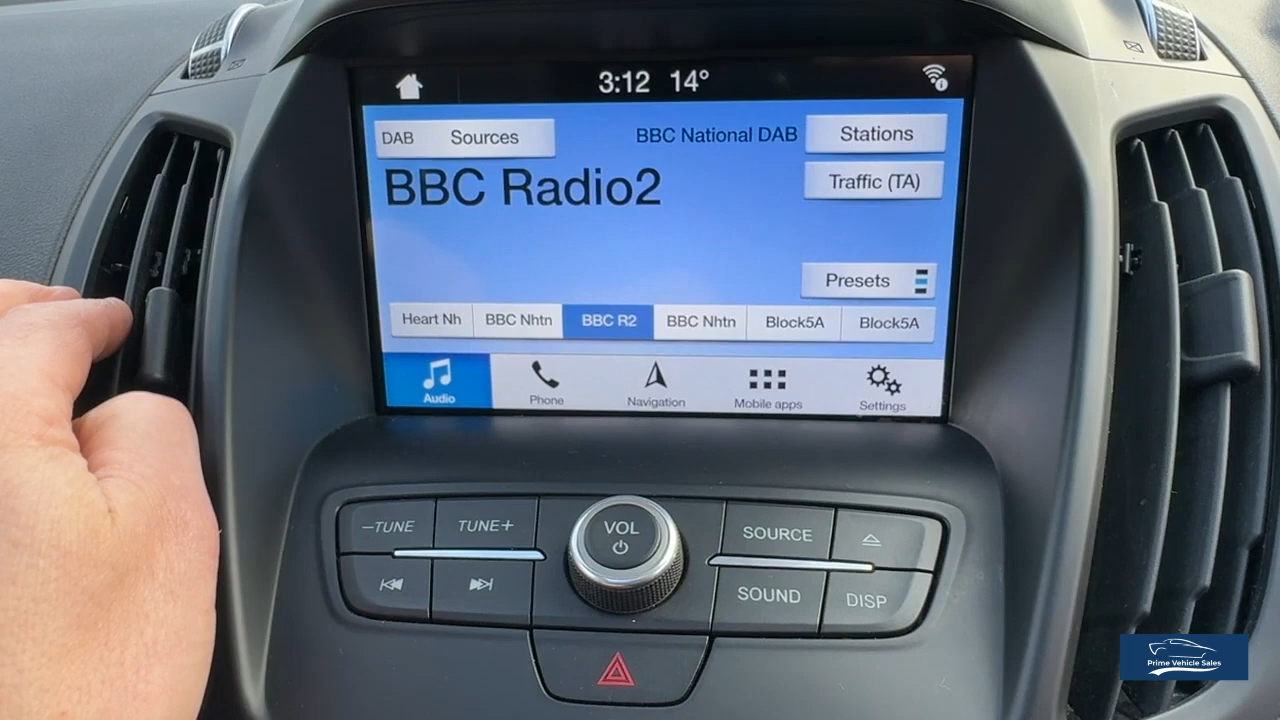 3:12 14°
DAB Sources
BBC National DAB
Stations
BBC Radio2
Traffic (TA)
Presets
Heart Nh
BBC Nhtn
BBC R2
BBC Nhtn
Block5A
Block5A
Audio
Phone
Navigation
Mobile apps
Settings
–TUNE
TUNE+
VOL
SOURCE
SOUND
DISP
Prime Vehicle Sales